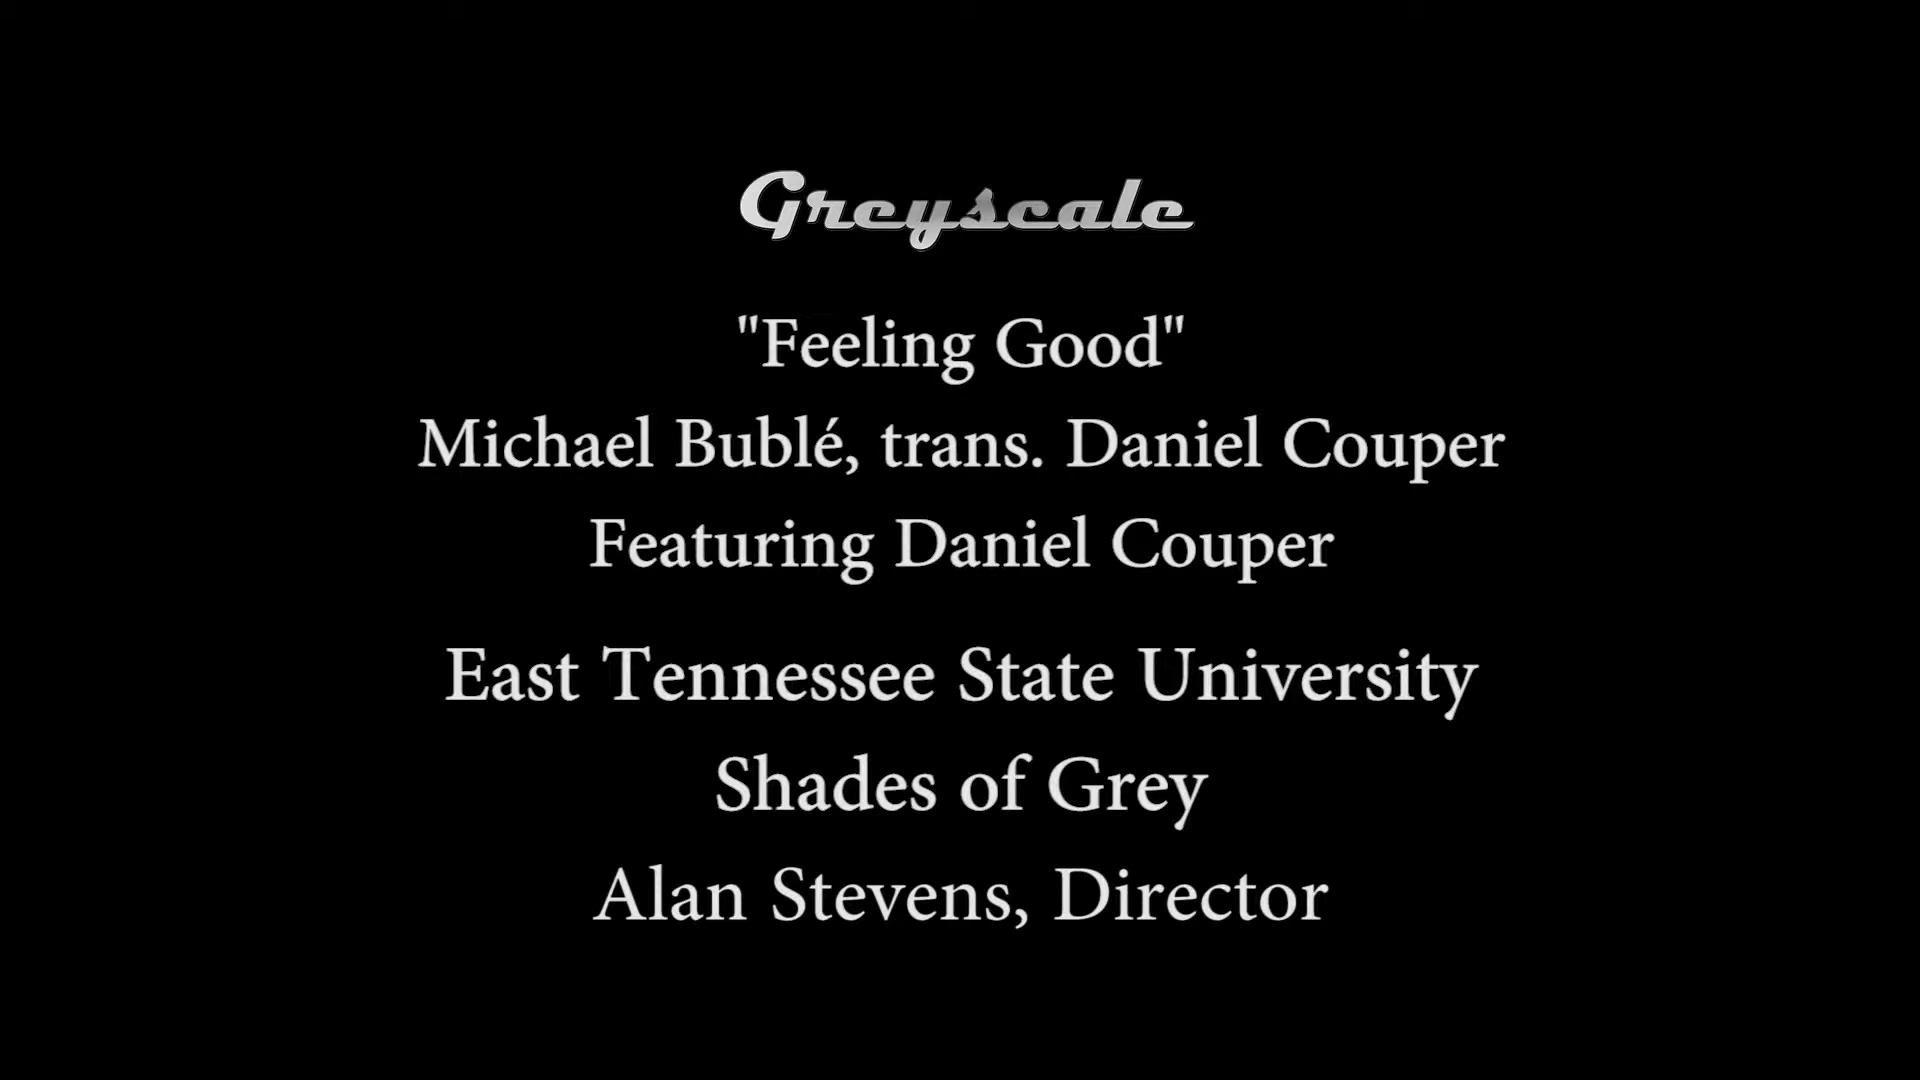 Greyscale
"Feeling Good"
Michael Bublé, trans. Daniel Couper
Featuring Daniel Couper
East Tennessee State University
Shades of Grey
Alan Stevens, Director